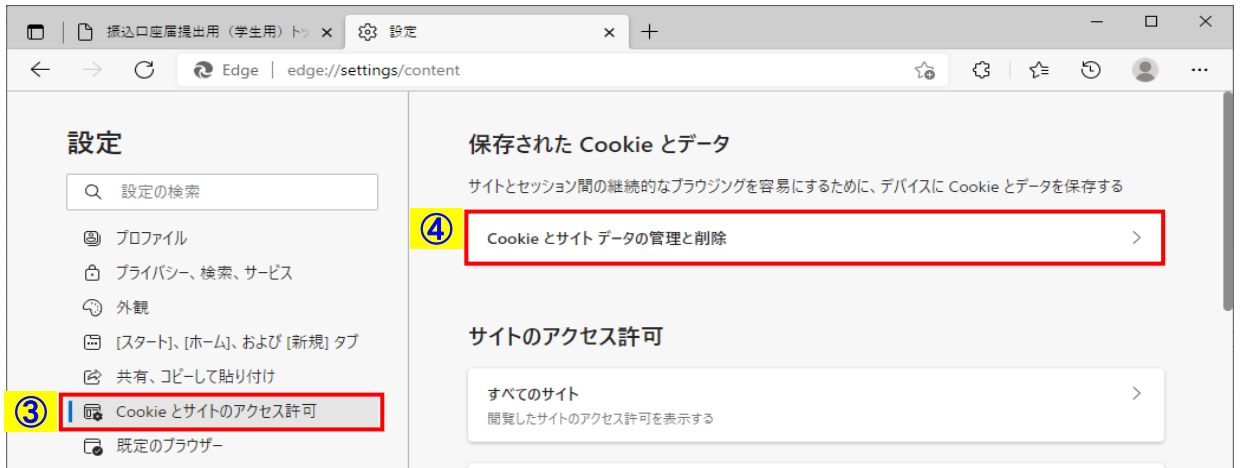 振込口座届提出用（学生用）ト
設定
Edge | edge://settings/content
設定
設定の検索
プロファイル
プライバシー、検索、サービス
外観
[スタート]、[ホーム]、および [新規] タブ
共有、コピーして貼り付け
③ Cookie とサイトのアクセス許可
既定のブラウザー
保存された Cookie とデータ
サイトとセッション間の継続的なブラウジングを容易にするために、デバイスに Cookie とデータを保存する
④ Cookie とサイト データの管理と削除
サイトのアクセス許可
すべてのサイト
閲覧したサイトのアクセス許可を表示する